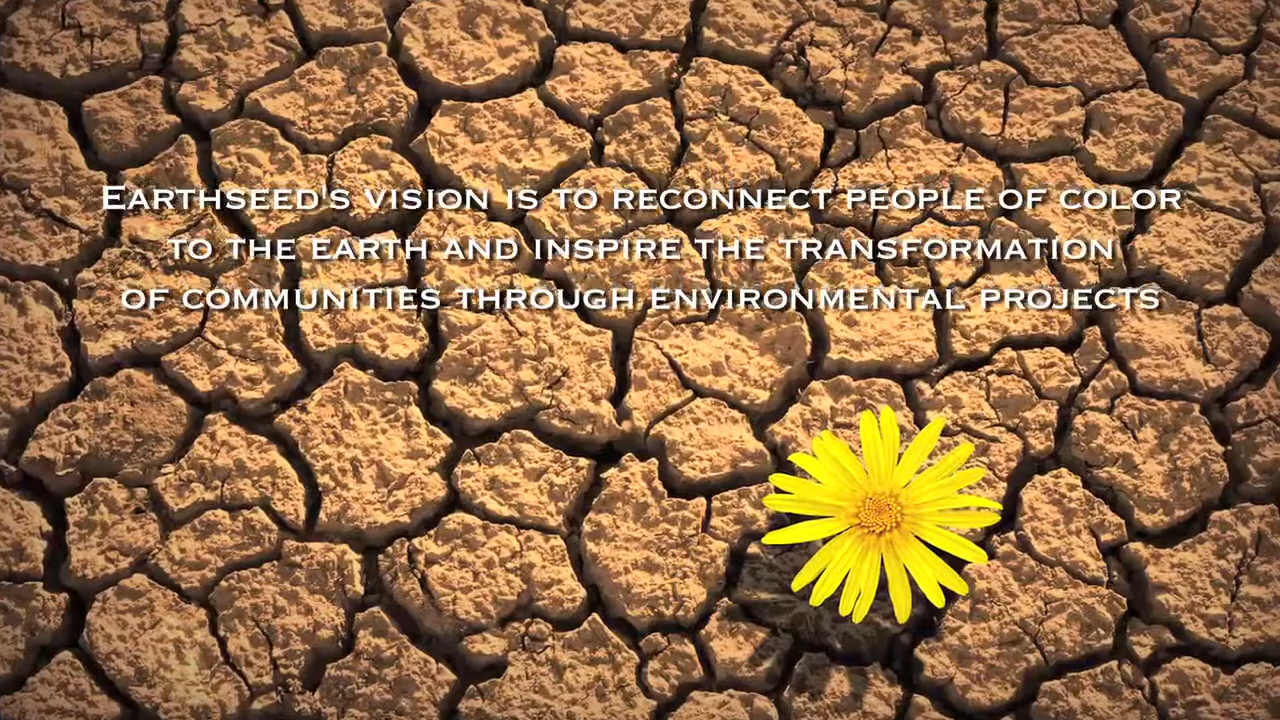 Earthseed's vision is to reconnect people of color
to the earth and inspire the transformation
of communities through environmental projects